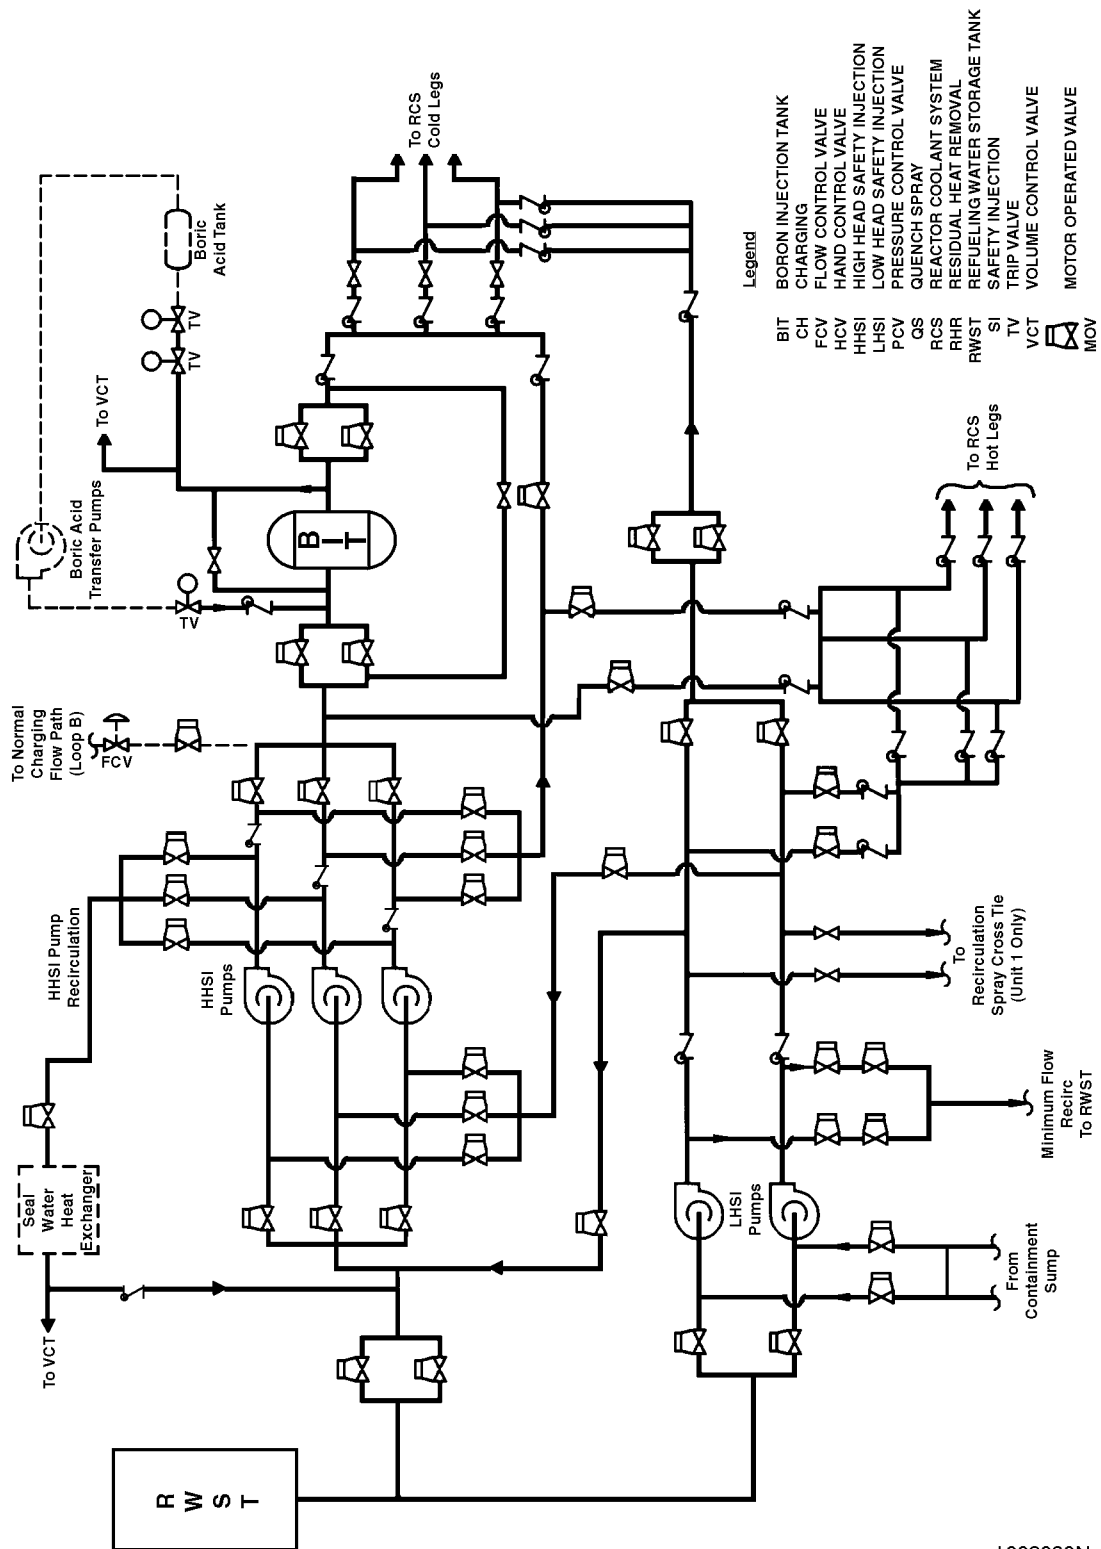 To VCT
Seal
Water
Heat
Exchanger
HHSI Pump
Recirculation
To Normal
Charging
Flow Path
(Loop B)
FCV
Boric Acid
Transfer Pumps
TV
To VCT
TV
TV
Boric
Acid Tank
RWST
HHSI
Pumps
BIT
To RCS
Cold Legs
LHSI
Pumps
From
Containment
Sump
Minimum Flow
Recirc
To RWST
To
Recirculation
Spray Cross Tie
(Unit 1 Only)
To RCS
Hot Legs
Legend
BIT BORON INJECTION TANK
CH CHARGING
FCV FLOW CONTROL VALVE
HCV HAND CONTROL VALVE
HHSI HIGH HEAD SAFETY INJECTION
LHSI LOW HEAD SAFETY INJECTION
PCV PRESSURE CONTROL VALVE
QS QUENCH SPRAY
RCS REACTOR COOLANT SYSTEM
RHR RESIDUAL HEAT REMOVAL
RWST REFUELING WATER STORAGE TANK
SI SAFETY INJECTION
TV TRIP VALVE
VCT VOLUME CONTROL VALVE
MOV MOTOR OPERATED VALVE